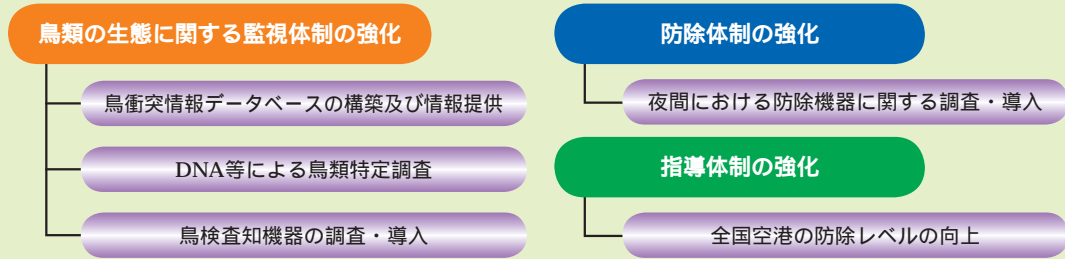 鳥類の生態に関する監視体制の強化
鳥衝突情報データベースの構築及び情報提供
DNA等による鳥類特定調査
鳥検査知機器の調査・導入
防除体制の強化
夜間における防除機器に関する調査・導入
指導体制の強化
全国空港の防除レベルの向上